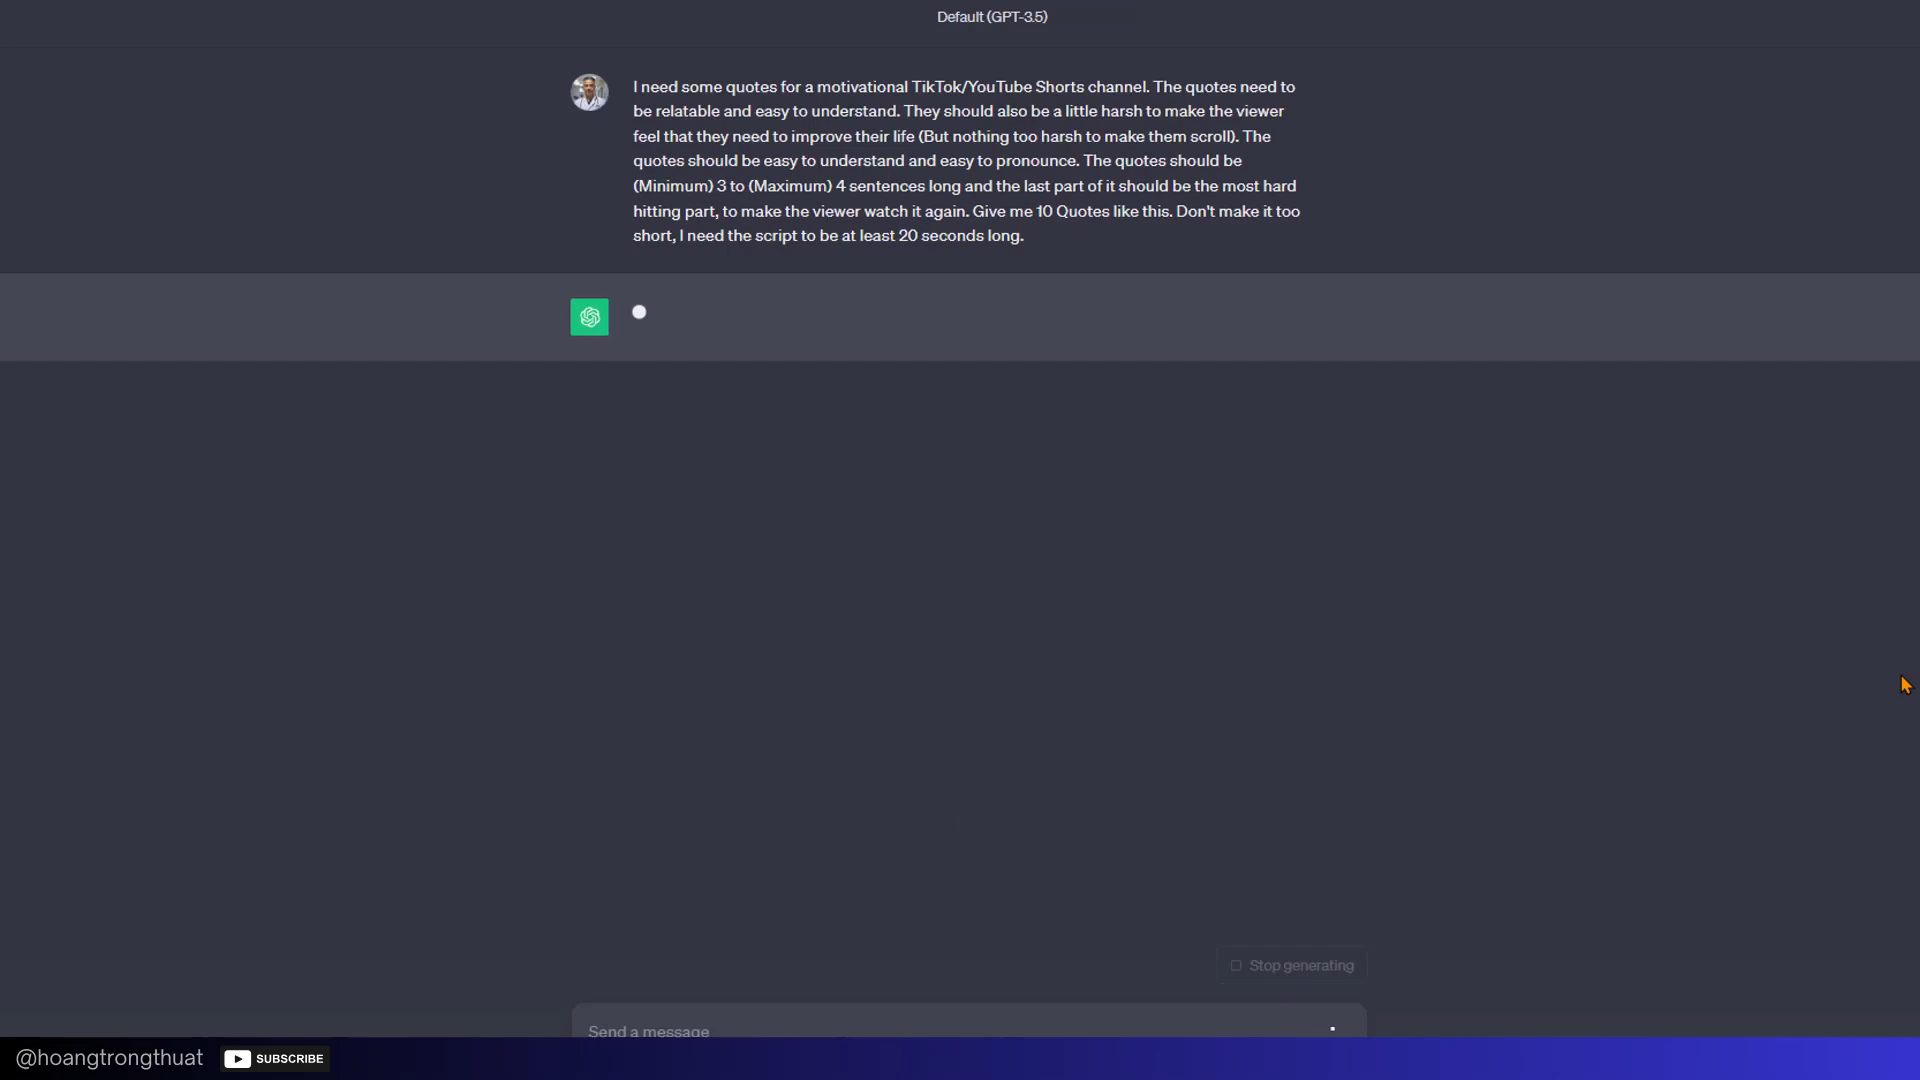 Default (GPT-3.5)
I need some quotes for a motivational TikTok/YouTube Shorts channel. The quotes need to
be relatable and easy to understand. They should also be a little harsh to make the viewer
feel that they need to improve their life (But nothing too harsh to make them scroll). The
quotes should be easy to understand and easy to pronounce. The quotes should be
(Minimum) 3 to (Maximum) 4 sentences long and the last part of it should be the most hard
hitting part, to make the viewer watch it again. Give me 10 Quotes like this. Don't make it too
short, I need the script to be at least 20 seconds long.
Stop generating
Send a message
@hoangtrongthuat
SUBSCRIBE